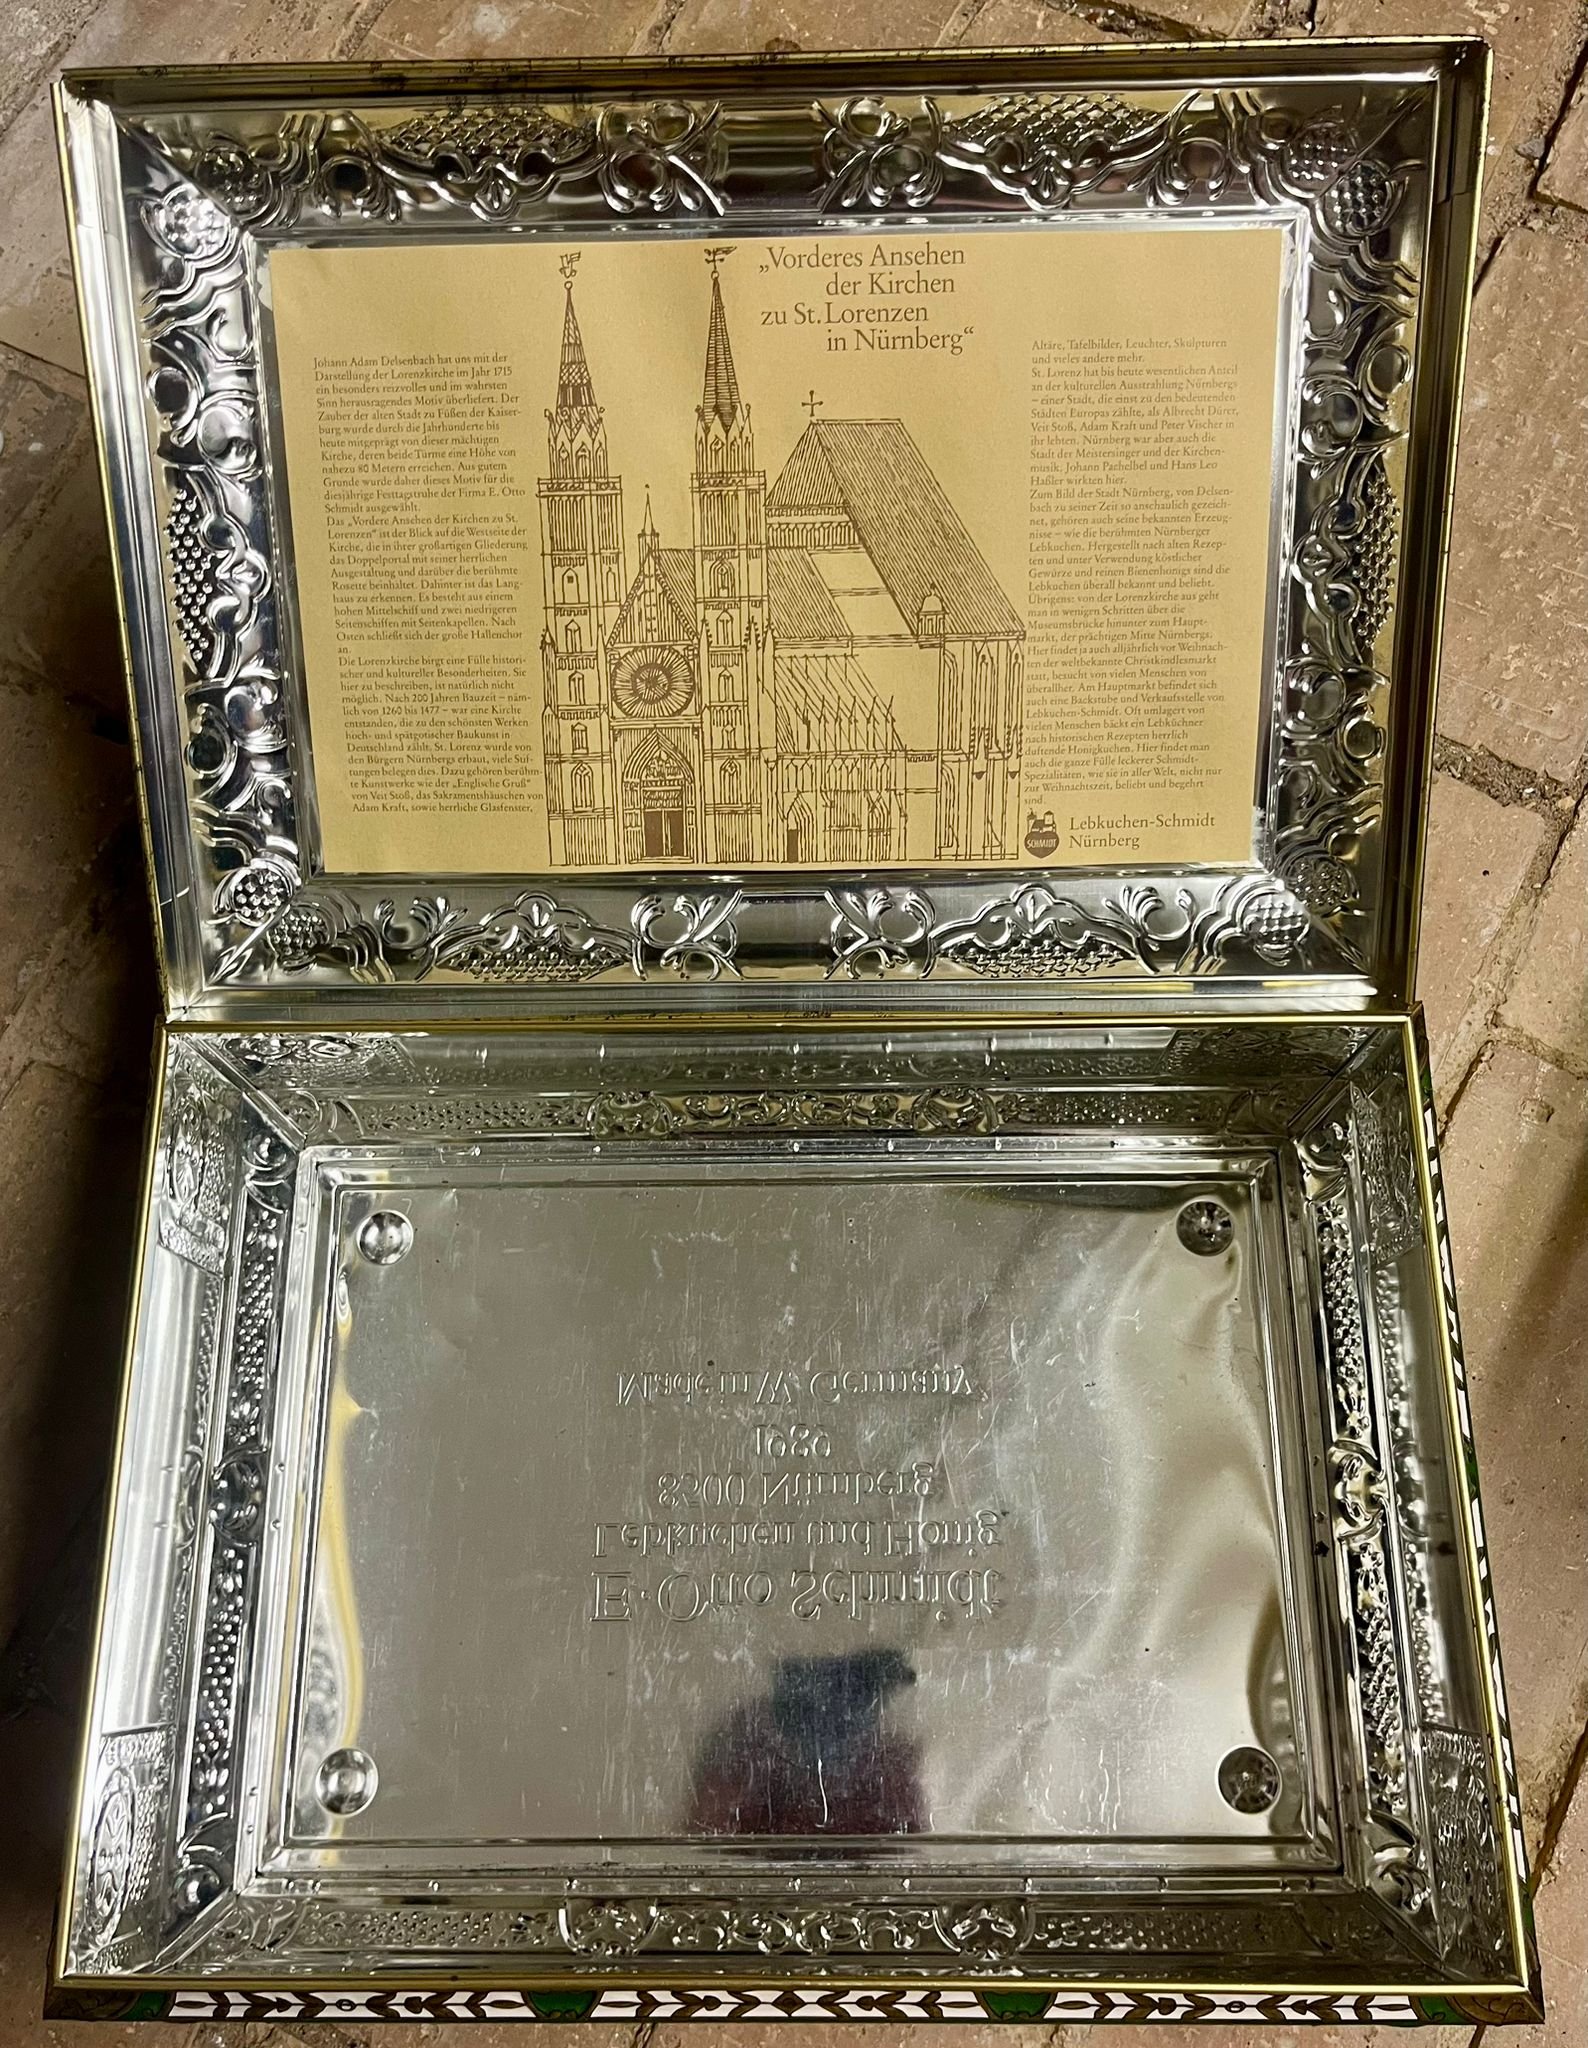 „Vorderes Ansehen
der Kirchen
zu St. Lorenzen
in Nürnberg“
Johann Adam Delsenbach hat uns mit der
Darstellung der Lorenzkirche im Jahr 1715
ein besonders reizvolles und im wahrsten
Sinn herausragendes Motiv überliefert. Der
Zauber der alten Stadt zu Füßen der Kaiser-
burg wurde durch die Jahrhunderte bis
heute mitgeprägt von dieser mächtigen
Kirche, deren beide Türme eine Höhe von
nahezu 80 Metern erreichen. Aus gutem
Grunde wurde daher dieses Motiv für die
diesjährige Festtagstruhe der Firma E. Otto
Schmidt ausgewählt.
Das „Vordere Ansehen der Kirchen zu St.
Lorenzen“ ist der Blick auf die Westseite der
Kirche, die in ihrer großartigen Gliederung
das Doppelportal mit seiner herrlichen
Ausgestaltung und darüber die berühmte
Rosette beinhaltet. Dahinter ist das Lang-
haus zu erkennen. Es besteht aus einem
hohen Mittelschiff und zwei niedrigeren
Seitenschiffen mit Seitenkapellen. Nach
Osten schließt sich der große Hallenchor
an.
Die Lorenzkirche birgt eine Fülle histori-
scher und kultureller Besonderheiten. Sie
hier zu beschreiben, ist natürlich nicht
möglich. Nach 200 Jahren Bauzeit – näm-
lich von 1260 bis 1477 – war eine Kirche
entstanden, die zu den schönsten Werken
hoch- und spätgotischer Baukunst in
Deutschland zählt. St. Lorenz wurde von
den Bürgern Nürnbergs erbaut, viele Stif-
tungen belegen dies. Dazu gehören berühm-
te Kunstwerke wie der „Englische Gruß“
von Veit Stoß, das Sakramentshäuschen von
Adam Kraft, sowie herrliche Glasfenster,
Altäre, Tafelbilder, Leuchter, Skulpturen
und vieles andere mehr.
St. Lorenz hat bis heute wesentlichen Anteil
an der kulturellen Ausstrahlung Nürnbergs
– einer Stadt, die einst zu den bedeutenden
Städten Europas zählte, als Albrecht Dürer,
Veit Stoß, Adam Kraft und Peter Vischer in
ihr lebten. Nürnberg war aber auch die
Stadt der Meistersinger und der Kirchen-
musik, Johann Pachelbel und Hans Leo
Haßler wirkten hier.
Zum Bild der Stadt Nürnberg, von Delsen-
bach zu seiner Zeit so anschaulich gezeich-
net, gehören auch seine bekannten Erzeug-
nisse – wie die berühmten Nürnberger
Lebkuchen. Hergestellt nach alten Rezep-
ten und unter Verwendung köstlicher
Gewürze und reinen Bienenhonigs sind die
Lebkuchen überall bekannt und beliebt.
Übrigens: von der Lorenzkirche aus geht
man in wenigen Schritten über die
Museumsbrücke hinunter zum Haupt-
markt, der prächtigen Mitte Nürnbergs.
Hier findet ja auch alljährlich vor Weihnach-
ten der weltbekannte Christkindlesmarkt
statt, besucht von vielen Menschen von
überallher. Am Hauptmarkt befindet sich
auch eine Backstube und Verkaufsstelle von
Lebkuchen-Schmidt. Oft umlagert von
vielen Menschen bäckt ein Lebküchner
nach historischen Rezepten herrlich
duftende Honigkuchen. Hier findet man
auch die ganze Fülle leckerer Schmidt-
Spezialitäten, wie sie in aller Welt, nicht nur
zur Weihnachtszeit, beliebt und begehrt
sind.
SCHMIDT
Lebkuchen-Schmidt
Nürnberg
E·Otto Schmidt
Lebkuchen und Honig
8500 Nürnberg
1989
Made in W. Germany